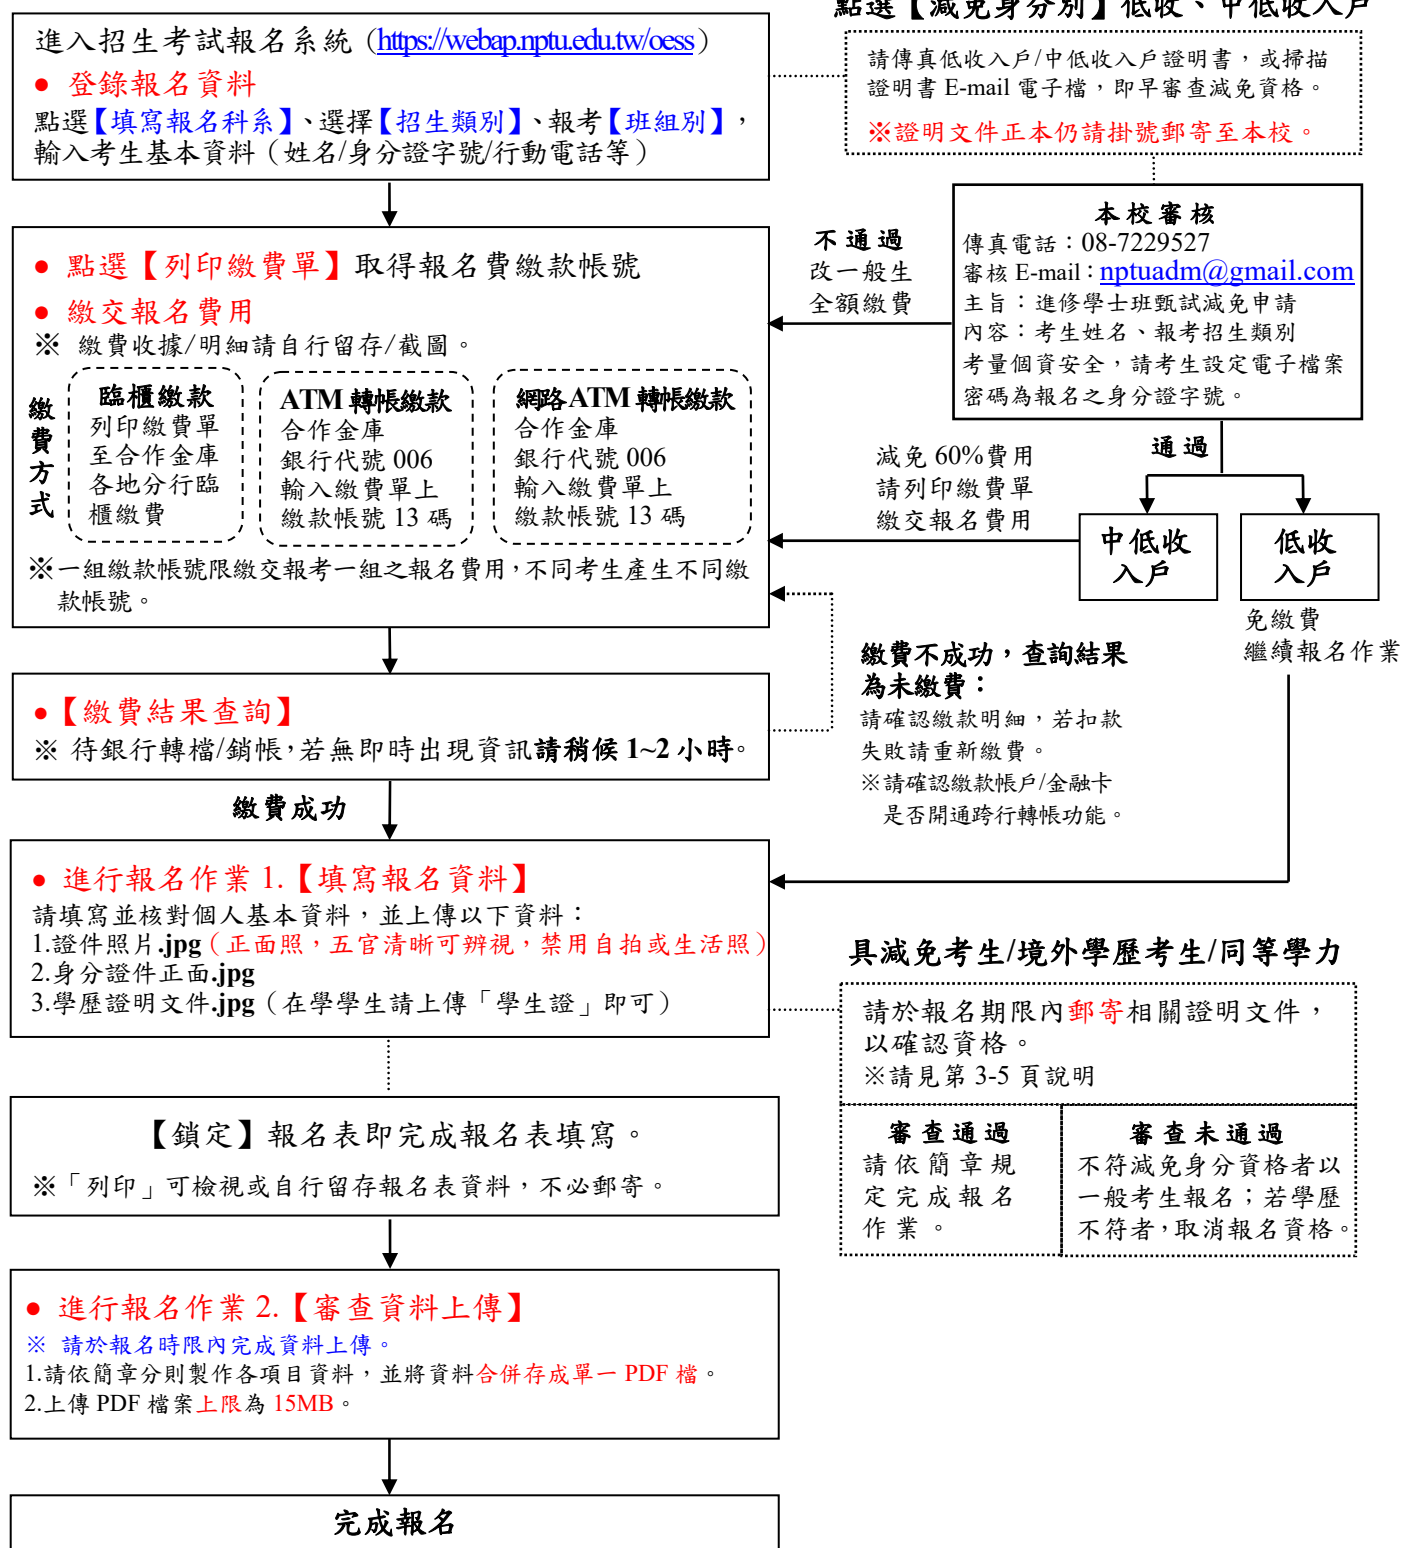 點選【減免身分別】低收、中低收入戶
進入招生考試報名系統（https://webap.nptu.edu.tw/oess）
● 登錄報名資料
點選【填寫報名科系】、選擇【招生類別】、報考【班組別】，
輸入考生基本資料（姓名/身分證字號/行動電話等）
請傳真低收入戶/中低收入戶證明書，或掃描
證明書 E-mail 電子檔，即早審查減免資格。
※證明文件正本仍請掛號郵寄至本校。
本校審核
傳真電話：08-7229527
審核 E-mail：nptuadm@gmail.com
主旨：進修學士班甄試減免申請
內容：考生姓名、報考招生類別
考量個資安全，請考生設定電子檔案
密碼為報名之身分證字號。
不通過
改一般生
全額繳費
● 點選【列印繳費單】取得報名費繳款帳號
● 繳交報名費用
※ 繳費收據/明細請自行留存/截圖。
繳費方式
臨櫃繳款
列印繳費單
至合作金庫
各地分行臨
櫃繳費
ATM 轉帳繳款
合作金庫
銀行代號 006
輸入繳費單上
繳款帳號 13 碼
網路 ATM 轉帳繳款
合作金庫
銀行代號 006
輸入繳費單上
繳款帳號 13 碼
※一組繳款帳號限繳交報考一組之報名費用，不同考生產生不同繳
款帳號。
通過
減免 60%費用
請列印繳費單
繳交報名費用
中低收
入戶
低收
入戶
免繳費
繼續報名作業
●【繳費結果查詢】
※ 待銀行轉檔/銷帳，若無即時出現資訊請稍候 1~2 小時。
繳費不成功，查詢結果
為未繳費：
請確認繳款明細，若扣款
失敗請重新繳費。
※請確認繳款帳戶/金融卡
是否開通跨行轉帳功能。
繳費成功
● 進行報名作業 1.【填寫報名資料】
請填寫並核對個人基本資料，並上傳以下資料：
1.證件照片.jpg（正面照，五官清晰可辨視，禁用自拍或生活照）
2.身分證件正面.jpg
3.學歷證明文件.jpg（在學學生請上傳「學生證」即可）
具減免考生/境外學歷考生/同等學力
請於報名期限內郵寄相關證明文件，
以確認資格。
※請見第 3-5 頁說明
審查通過
請依簡章規
定完成報名
作業。
審查未通過
不符減免身分資格者以
一般考生報名；若學歷
不符者，取消報名資格。
【鎖定】報名表即完成報名表填寫。
※「列印」可檢視或自行留存報名表資料，不必郵寄。
● 進行報名作業 2.【審查資料上傳】
※ 請於報名時限內完成資料上傳。
1.請依簡章分則製作各項目資料，並將資料合併存成單一 PDF 檔。
2.上傳 PDF 檔案上限為 15MB。
完成報名